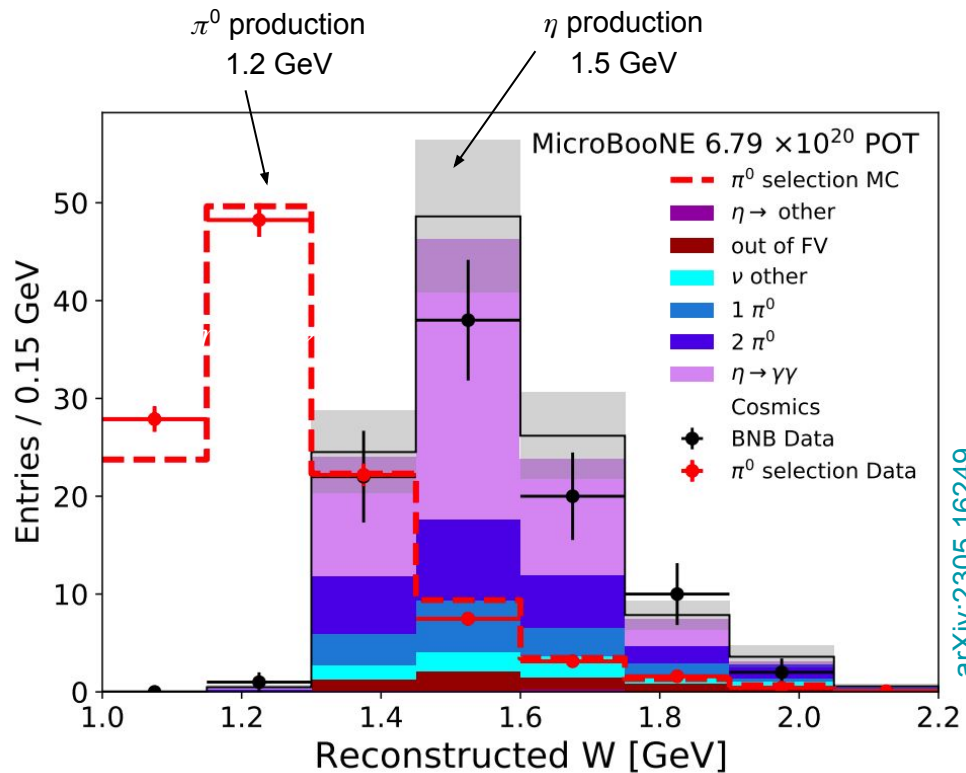 π⁰ production
1.2 GeV
η production
1.5 GeV
MicroBooNE 6.79 ×10²⁰ POT
π⁰ selection MC
η→ other
out of FV
ν other
1 π⁰
2 π⁰
η→γγ
Cosmics
BNB Data
π⁰ selection Data
Entries / 0.15 GeV
50
40
30
20
10
0
1.0 1.2 1.4 1.6 1.8 2.0 2.2
Reconstructed W [GeV]
arXiv:2305.16249